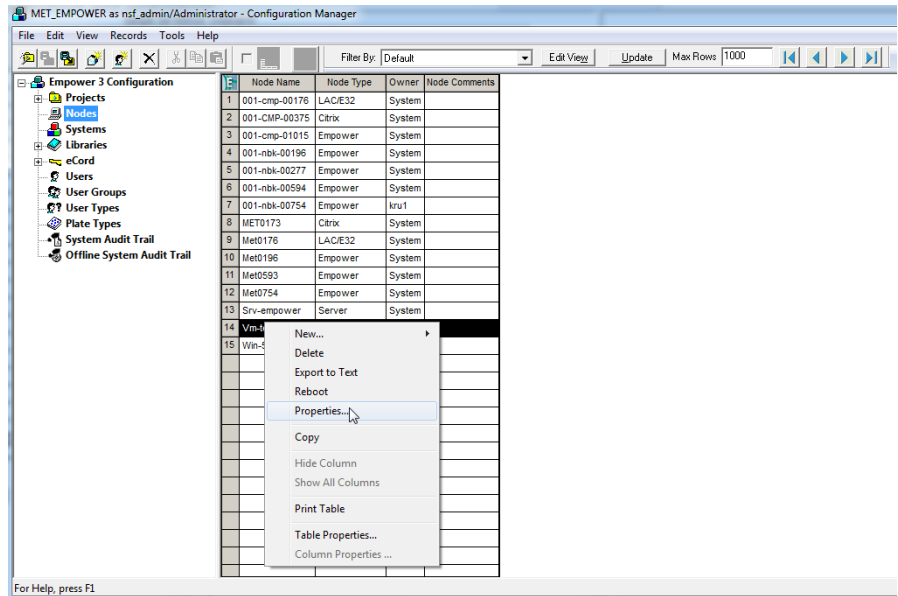 MET_EMPOWER as nsf_admin/Administrator - Configuration Manager
File Edit View Records Tools Help
Filter By: Default Edit View Update Max Rows 1000
Empower 3 Configuration
Projects
Nodes
Systems
Libraries
eCord
Users
User Groups
User Types
Plate Types
System Audit Trail
Offline System Audit Trail
Node Name Node Type Owner Node Comments
1 001-cmp-00176 LAC/E32 System
2 001-CMP-00375 Citrix System
3 001-cmp-01015 Empower System
4 001-nbk-00196 Empower System
5 001-nbk-00277 Empower System
6 001-nbk-00594 Empower System
7 001-nbk-00754 Empower kru1
8 MET0173 Citrix System
9 Met0176 LAC/E32 System
10 Met0196 Empower System
11 Met0593 Empower System
12 Met0754 Empower System
13 Srv-empower Server System
14
15
New...
Delete
Export to Text
Reboot
Properties...
Copy
Hide Column
Show All Columns
Print Table
Table Properties...
Column Properties ...
For Help, press F1